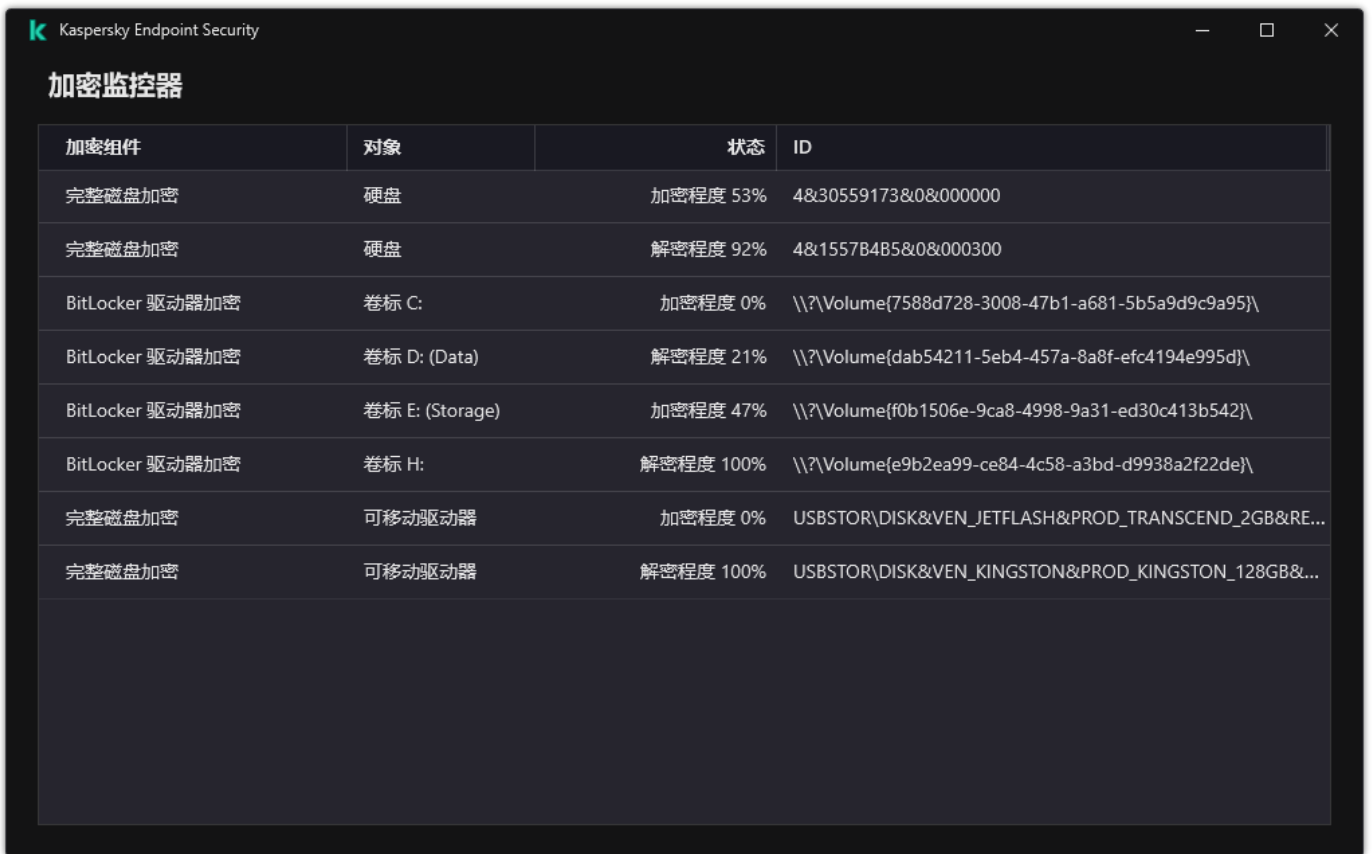 Kaspersky Endpoint Security
加密监控器
加密组件 对象 状态 ID
完整磁盘加密 硬盘 加密程度 53% 4&30559173&0&000000
完整磁盘加密 硬盘 解密程度 92% 4&1557B4B5&0&000300
BitLocker 驱动器加密 卷标 C: 加密程度 0% \\?\Volume{7588d728-3008-47b1-a681-5b5a9d9c9a95}\
BitLocker 驱动器加密 卷标 D: (Data) 解密程度 21% \\?\Volume{dab54211-5eb4-457a-8a8f-efc4194e995d}\
BitLocker 驱动器加密 卷标 E: (Storage) 加密程度 47% \\?\Volume{f0b1506e-9ca8-4998-9a31-ed30c413b542}\
BitLocker 驱动器加密 卷标 H: 解密程度 100% \\?\Volume{e9b2ea99-ce84-4c58-a3bd-d9938a2f22de}\
完整磁盘加密 可移动驱动器 加密程度 0% USBSTOR\DISK&VEN_JETFLASH&PROD_TRANSCEND_2GB&RE...
完整磁盘加密 可移动驱动器 解密程度 100% USBSTOR\DISK&VEN_KINGSTON&PROD_KINGSTON_128GB&...